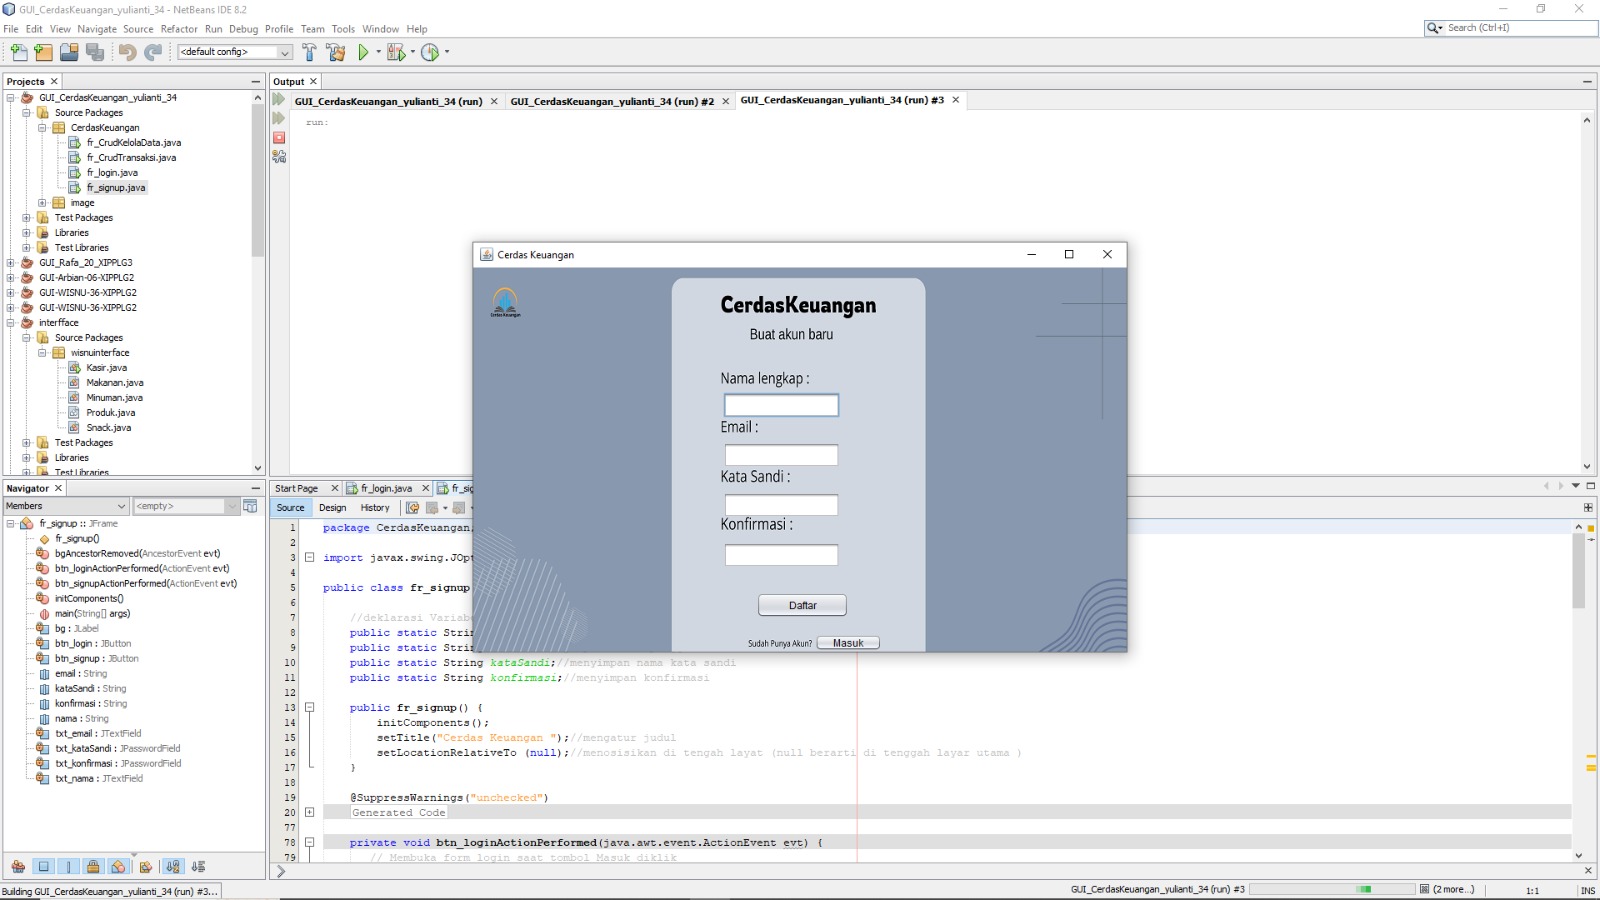 GUI_CerdasKeuangan_yulianti_34 - NetBeans IDE 8.2
File Edit View Navigate Source Refactor Run Debug Profile Team Tools Window Help
Search (Ctrl+I)
<default config>
Projects
GUI_CerdasKeuangan_yulianti_34
Source Packages
CerdasKeuangan
fr_CrudKelolaData.java
fr_CrudTransaksi.java
fr_login.java
fr_signup.java
image
Test Packages
Libraries
Test Libraries
GUI_Rafa_20_XIPPLG3
GUI-Arbian-06-XIPPLG2
GUI-WISNU-36-XIPPLG2
GUI-WISNU-36-XIPPLG2
interfface
Source Packages
wisnuinterface
Kasir.java
Makanan.java
Minuman.java
Produk.java
Snack.java
Test Packages
Libraries
Test Libraries
Output
GUI_CerdasKeuangan_yulianti_34 (run) GUI_CerdasKeuangan_yulianti_34 (run) #2 GUI_CerdasKeuangan_yulianti_34 (run) #3
run:
Cerdas Keuangan
CerdasKeuangan
CerdasKeuangan
Buat akun baru
Nama lengkap :
Email :
Kata Sandi :
Konfirmasi :
Daftar
Sudah Punya Akun? Masuk
Navigator
Members <empty>
fr_signup :: JFrame
fr_signup()
bgAncestorRemoved(AncestorEvent evt)
btn_loginActionPerformed(ActionEvent evt)
btn_signupActionPerformed(ActionEvent evt)
initComponents()
main(String[] args)
bg : JLabel
btn_login : JButton
btn_signup : JButton
email : String
kataSandi : String
konfirmasi : String
nama : String
txt_email : JTextField
txt_kataSandi : JPasswordField
txt_konfirmasi : JPasswordField
txt_nama : JTextField
Start Page fr_login.java fr_sig
Source Design History
1 package CerdasKeuangan;
2
3 import javax.swing.JOpt
4
5 public class fr_signup
6
7 //deklarasi Variab
8 public static Strin
9 public static Strin
10 public static String kataSandi;//menyimpan nama kata sandi
11 public static String konfirmasi;//menyimpan konfirmasi
12
13 public fr_signup() {
14 initComponents();
15 setTitle("Cerdas Keuangan ");//mengatur judul
16 setLocationRelativeTo (null);//menosisikan di tengah layat (null berarti di tenggah layar utama )
17 }
18
19 @SuppressWarnings("unchecked")
20 Generated Code
77
78 private void btn_loginActionPerformed(java.awt.event.ActionEvent evt) {
79 // Membuka form login saat tombol Masuk diklik
Building GUI_CerdasKeuangan_yulianti_34 (run) #3...
GUI_CerdasKeuangan_yulianti_34 (run) #3 (2 more...) 1:1 INS